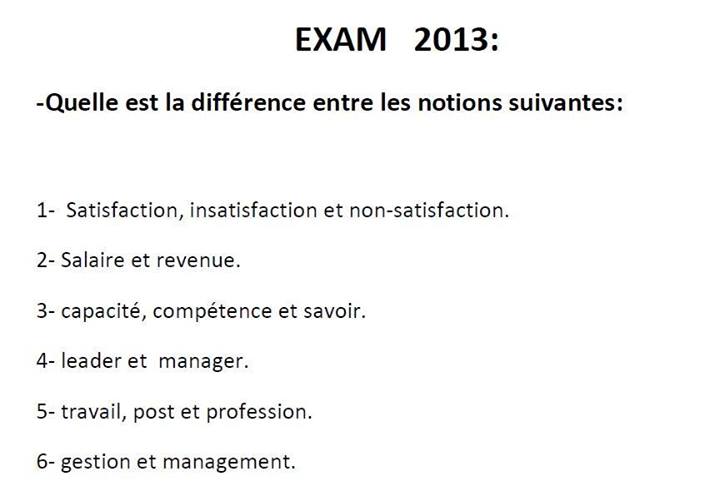 EXAM 2013:
-Quelle est la différence entre les notions suivantes:
1- Satisfaction, insatisfaction et non-satisfaction.
2- Salaire et revenue.
3- capacité, compétence et savoir.
4- leader et manager.
5- travail, post et profession.
6- gestion et management.